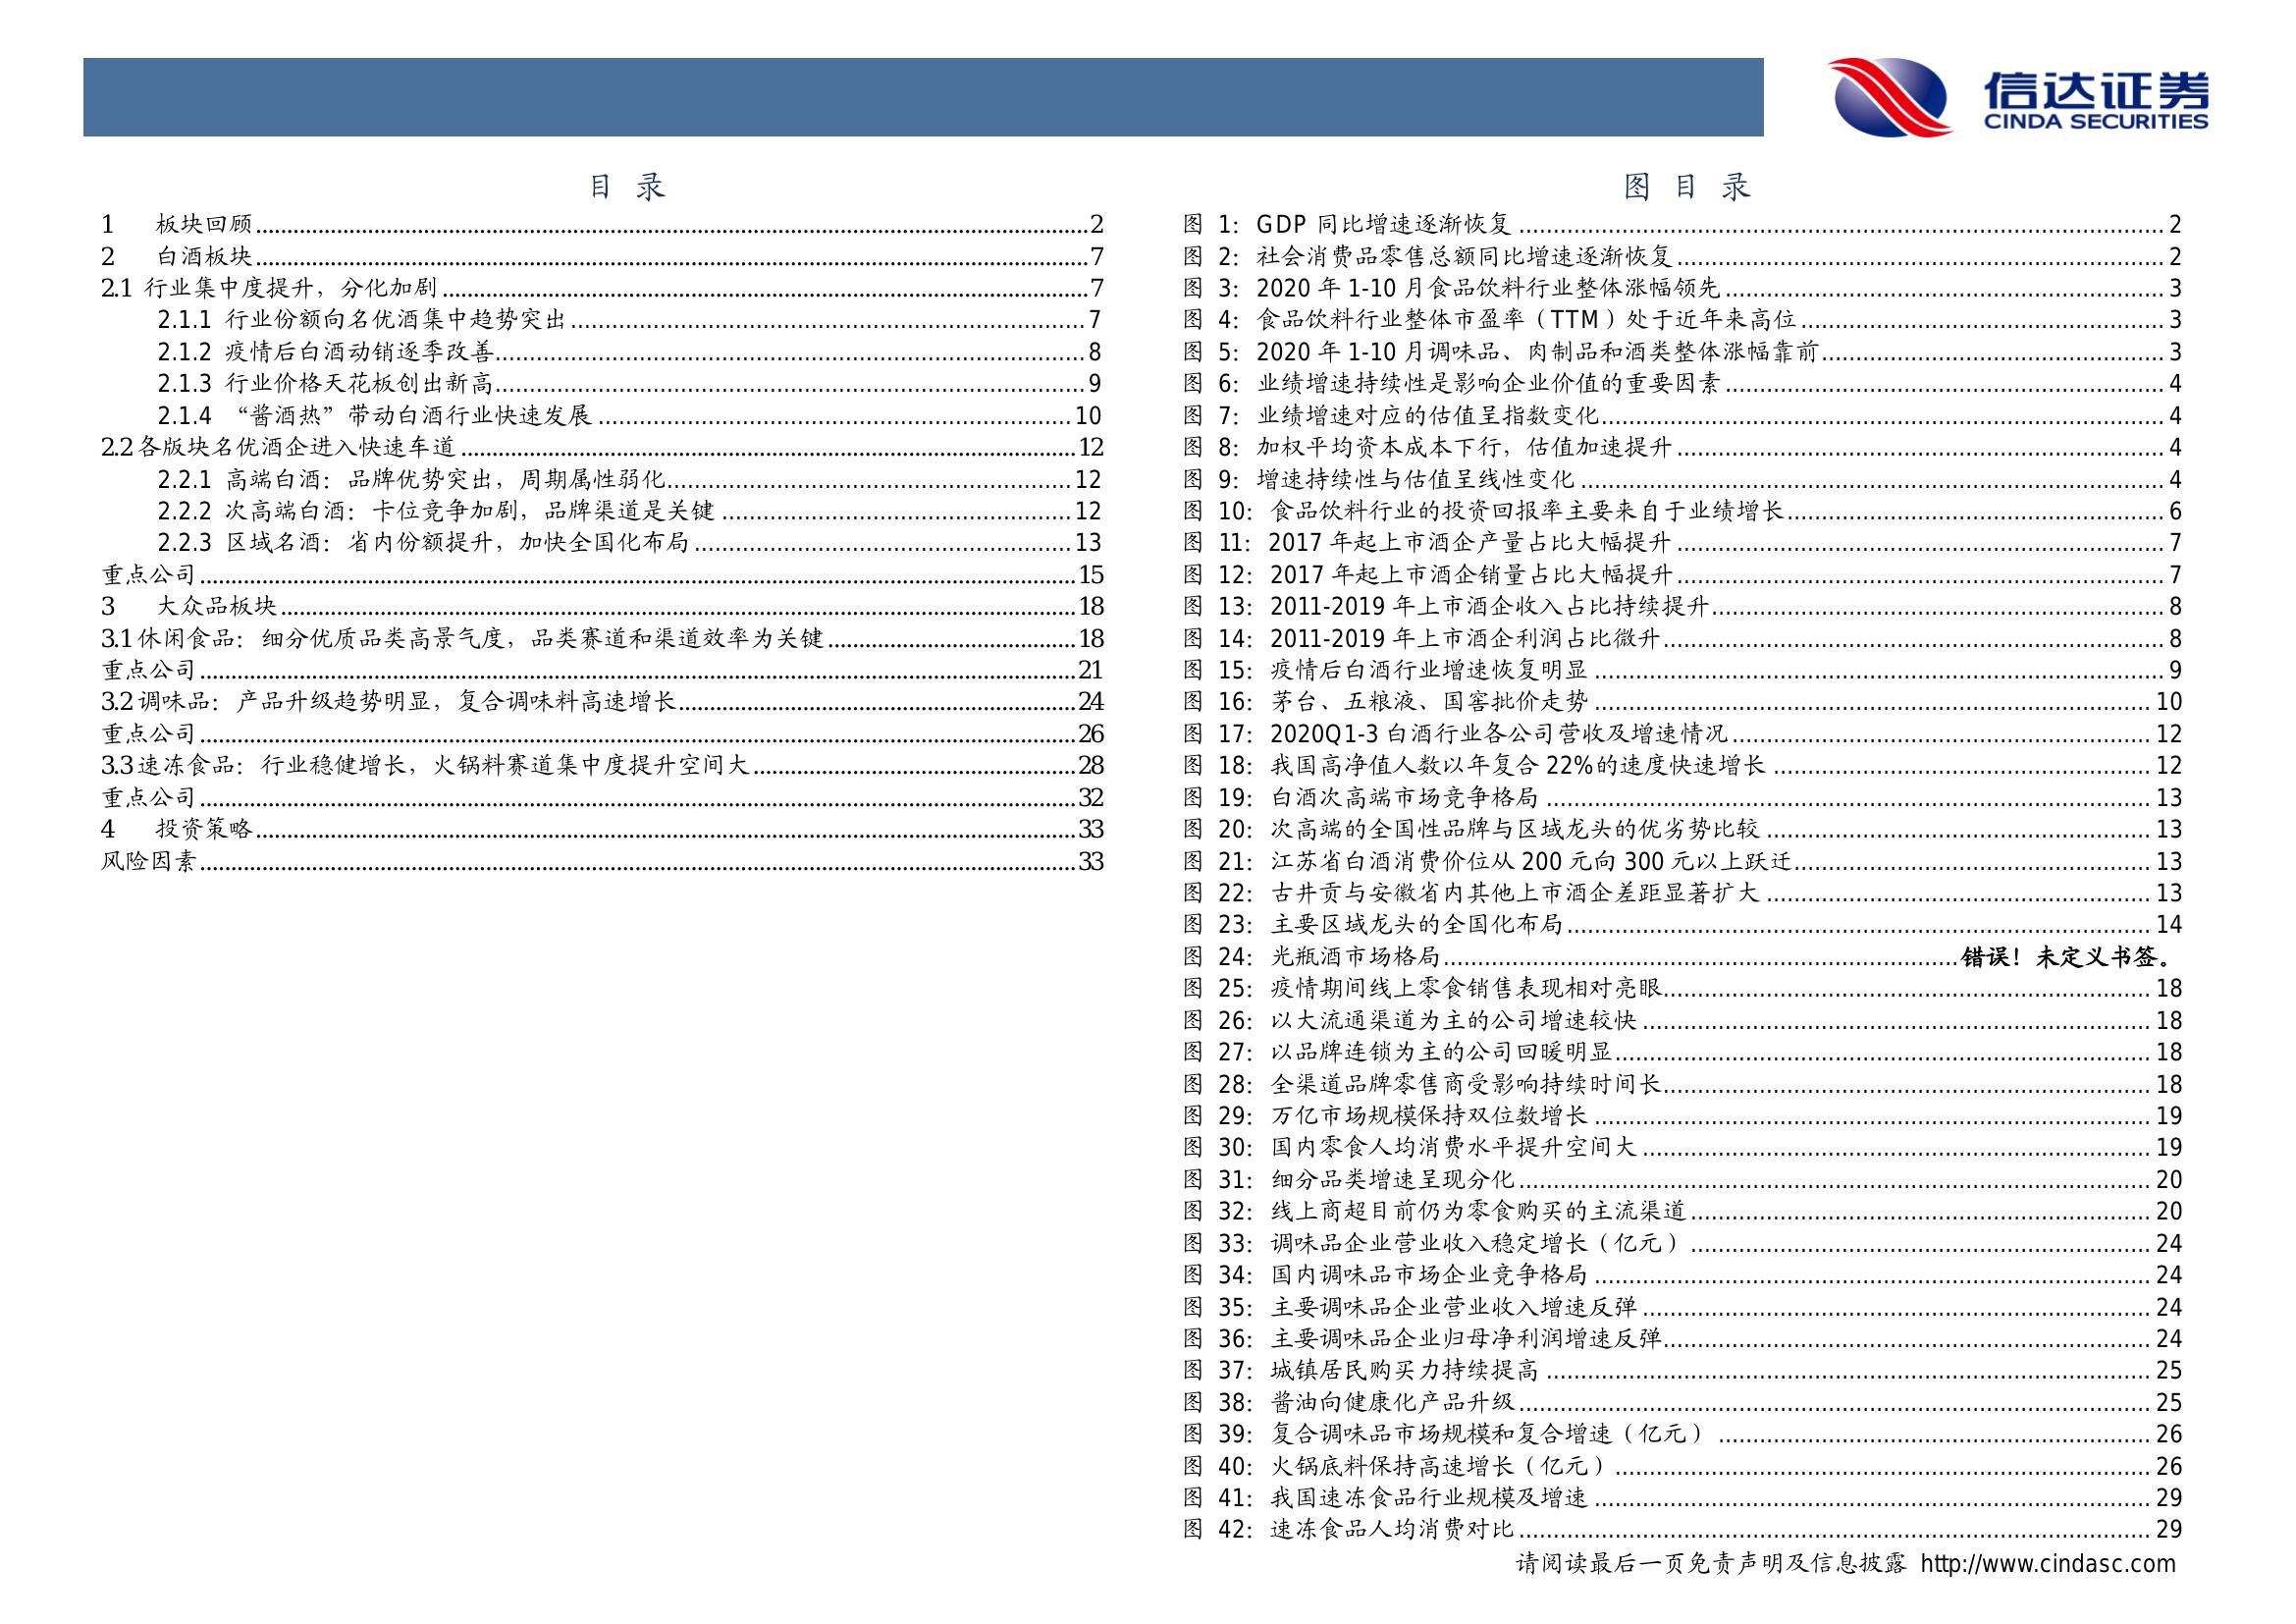 信达证券
CINDA SECURITIES
目 录
1 板块回顾 2
2 白酒板块 7
2.1 行业集中度提升，分化加剧 7
2.1.1 行业份额向名优酒集中趋势突出 7
2.1.2 疫情后白酒动销逐季改善 8
2.1.3 行业价格天花板创出新高 9
2.1.4 “酱酒热”带动白酒行业快速发展 10
2.2 各版块名优酒企进入快速车道 12
2.2.1 高端白酒：品牌优势突出，周期属性弱化 12
2.2.2 次高端白酒：卡位竞争加剧，品牌渠道是关键 12
2.2.3 区域名酒：省内份额提升，加快全国化布局 13
重点公司 15
3 大众品板块 18
3.1 休闲食品：细分优质品类高景气度，品类赛道和渠道效率为关键 18
重点公司 21
3.2 调味品：产品升级趋势明显，复合调味料高速增长 24
重点公司 26
3.3 速冻食品：行业稳健增长，火锅料赛道集中度提升空间大 28
重点公司 32
4 投资策略 33
风险因素 33
图 目 录
图 1：GDP 同比增速逐渐恢复 2
图 2：社会消费品零售总额同比增速逐渐恢复 2
图 3：2020 年 1-10 月食品饮料行业整体涨幅领先 3
图 4：食品饮料行业整体市盈率（TTM）处于近年来高位 3
图 5：2020 年 1-10 月调味品、肉制品和酒类整体涨幅靠前 3
图 6：业绩增速持续性是影响企业价值的重要因素 4
图 7：业绩增速对应的估值呈指数变化 4
图 8：加权平均资本成本下行，估值加速提升 4
图 9：增速持续性与估值呈线性变化 4
图 10：食品饮料行业的投资回报率主要来自于业绩增长 6
图 11：2017 年起上市酒企产量占比大幅提升 7
图 12：2017 年起上市酒企销量占比大幅提升 7
图 13：2011-2019 年上市酒企收入占比持续提升 8
图 14：2011-2019 年上市酒企利润占比微升 8
图 15：疫情后白酒行业增速恢复明显 9
图 16：茅台、五粮液、国窖批价走势 10
图 17：2020Q1-3 白酒行业各公司营收及增速情况 12
图 18：我国高净值人数以年复合 22%的速度快速增长 12
图 19：白酒次高端市场竞争格局 13
图 20：次高端的全国性品牌与区域龙头的优劣势比较 13
图 21：江苏省白酒消费价位从 200 元向 300 元以上跃迁 13
图 22：古井贡与安徽省内其他上市酒企差距显著扩大 13
图 23：主要区域龙头的全国化布局 14
图 24：光瓶酒市场格局 错误！未定义书签。
图 25：疫情期间线上零食销售表现相对亮眼 18
图 26：以大流通渠道为主的公司增速较快 18
图 27：以品牌连锁为主的公司回暖明显 18
图 28：全渠道品牌零售商受影响持续时间长 18
图 29：万亿市场规模保持双位数增长 19
图 30：国内零食人均消费水平提升空间大 19
图 31：细分品类增速呈现分化 20
图 32：线上商超目前仍为零食购买的主流渠道 20
图 33：调味品企业营业收入稳定增长（亿元） 24
图 34：国内调味品市场企业竞争格局 24
图 35：主要调味品企业营业收入增速反弹 24
图 36：主要调味品企业归母净利润增速反弹 24
图 37：城镇居民购买力持续提高 25
图 38：酱油向健康化产品升级 25
图 39：复合调味品市场规模和复合增速（亿元） 26
图 40：火锅底料保持高速增长（亿元） 26
图 41：我国速冻食品行业规模及增速 29
图 42：速冻食品人均消费对比 29
请阅读最后一页免责声明及信息披露 http://www.cindasc.com